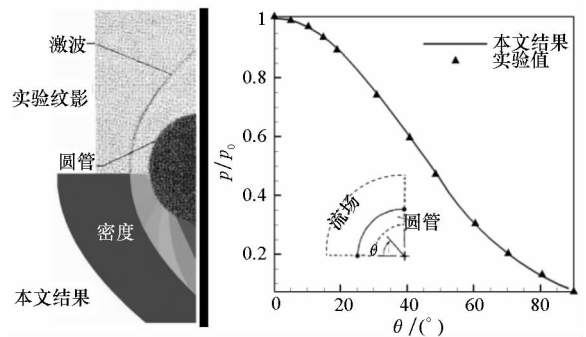 激波
实验纹影
圆管
密度
本文结果
p/p₀
1
0.8
0.6
0.4
0.2
本文结果
实验值
流场
圆管
θ
0
20
40
60
80
θ/(°)